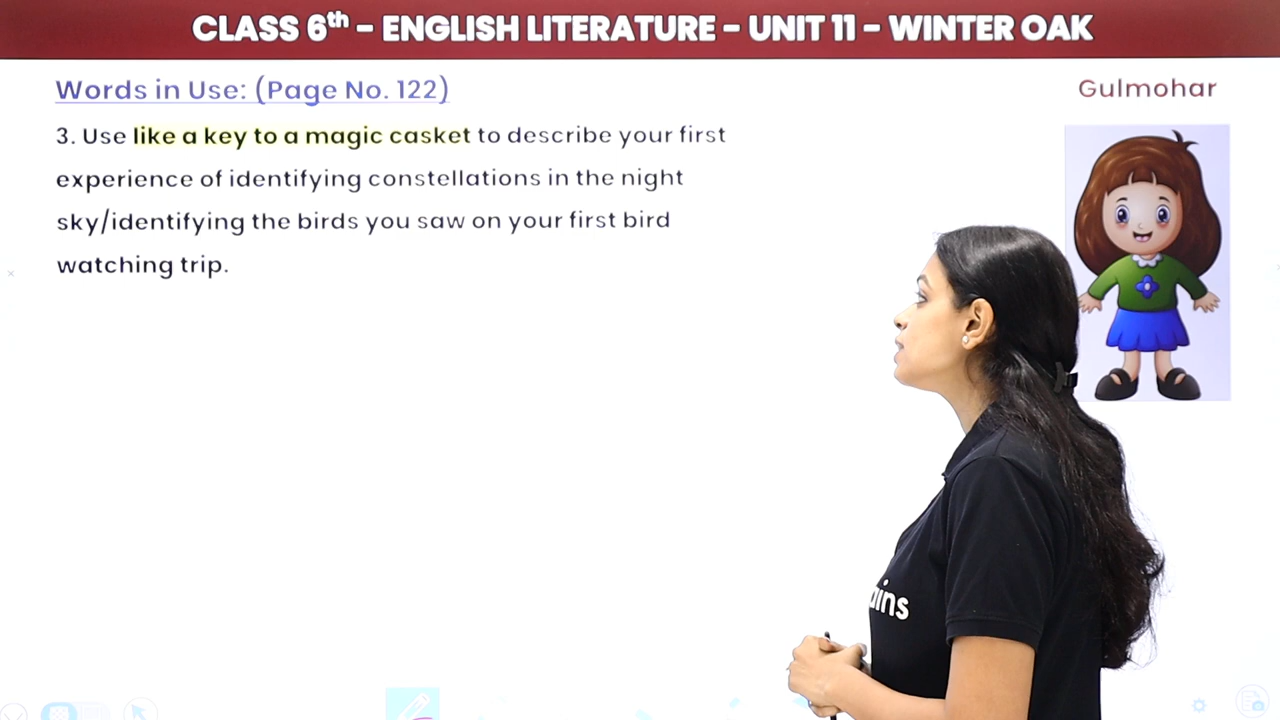 CLASS 6th - ENGLISH LITERATURE - UNIT 11 - WINTER OAK
Words in Use: (Page No. 122)
Gulmohar
3. Use like a key to a magic casket to describe your first
experience of identifying constellations in the night
sky/identifying the birds you saw on your first bird
watching trip.